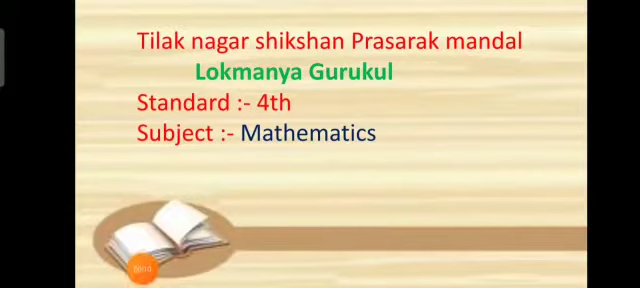 Tilak nagar shikshan Prasarak mandal
Lokmanya Gurukul
Standard :- 4th
Subject :- Mathematics